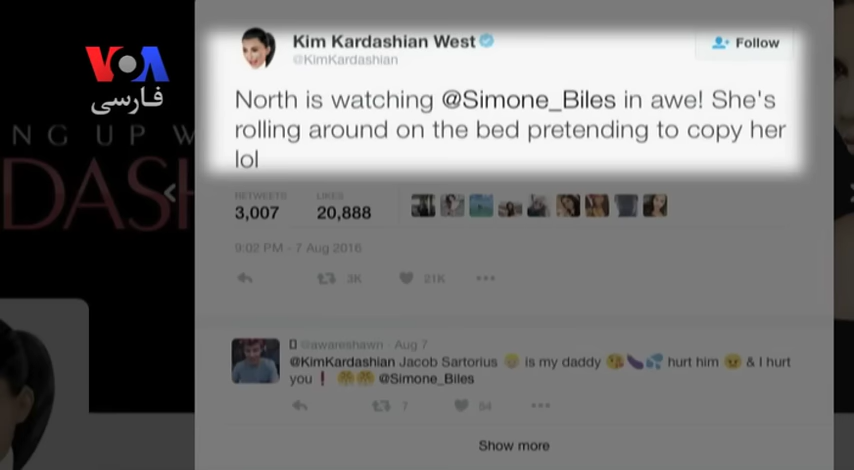 VOA
فارسی
NG UP W
DASH
Kim Kardashian West
@KimKardashian
Follow
North is watching @Simone_Biles in awe! She's
rolling around on the bed pretending to copy her
lol
RETWEETS LIKES
3,007 20,888
9:02 PM - 7 Aug 2016
3K 21K
@awareshawn · Aug 7
@KimKardashian Jacob Sartorius 😏 is my daddy 😘🍆💦 hurt him 😠 & I hurt
you❗ 😤😤 @Simone_Biles
7 54
Show more